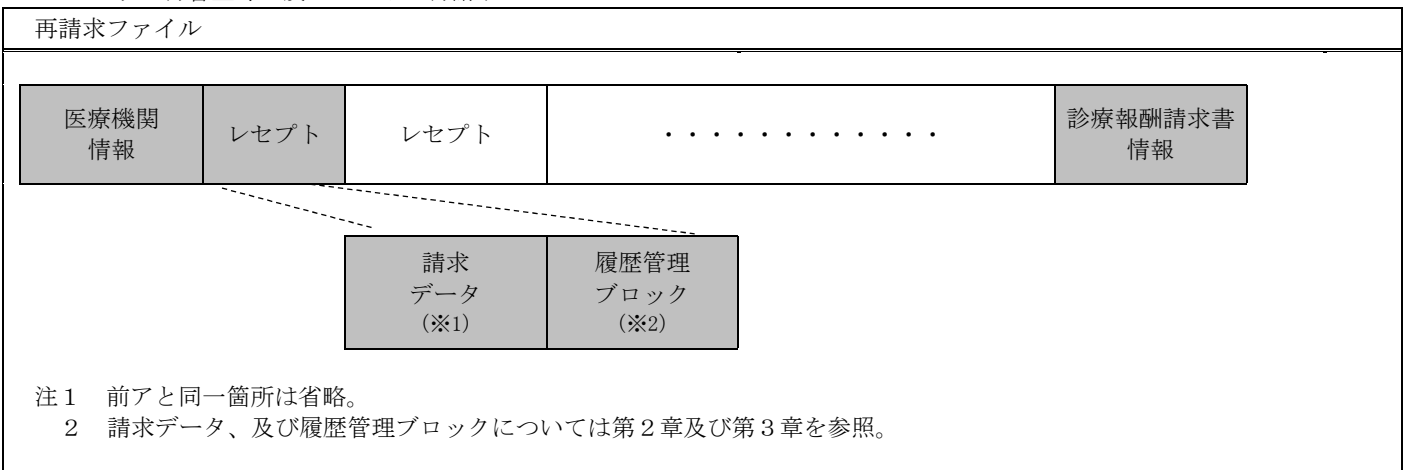 再請求ファイル
医療機関
情報
レセプト
レセプト
・・・・・・・・・・・・
診療報酬請求書
情報
請求
データ
(※1)
履歴管理
ブロック
(※2)
注1 前アと同一箇所は省略。
2 請求データ、及び履歴管理ブロックについては第2章及び第3章を参照。